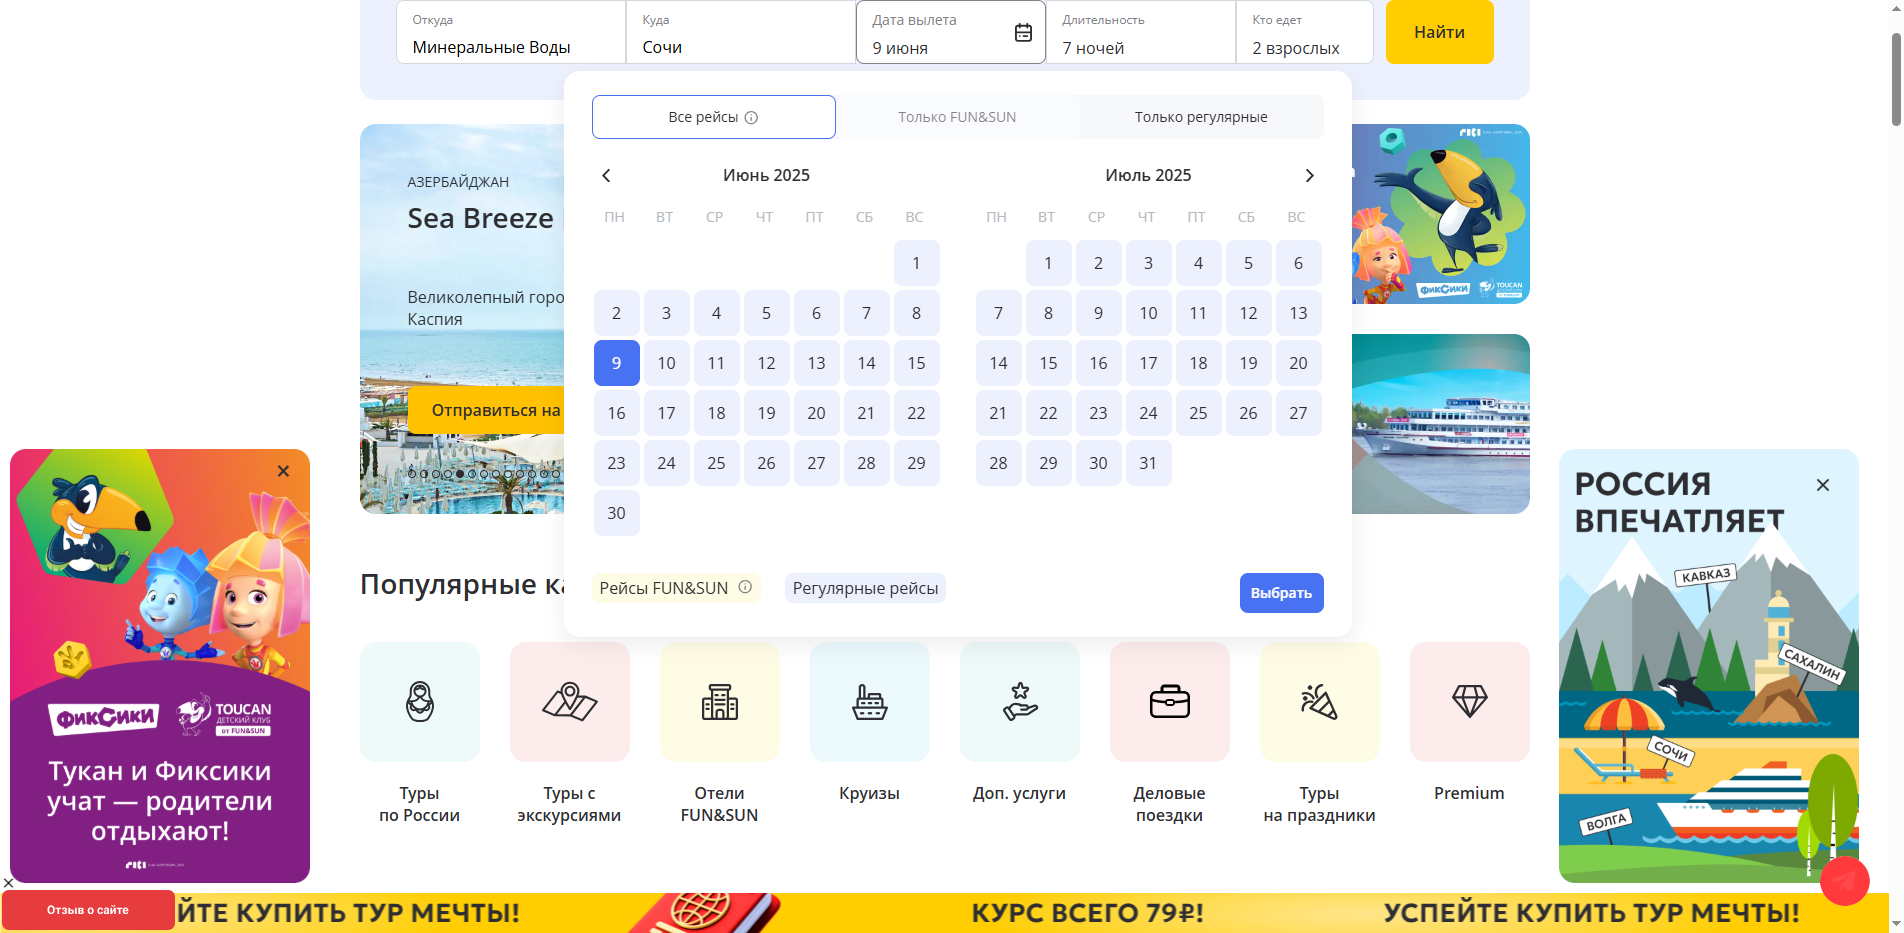 Откуда
Минеральные Воды
Куда
Сочи
Дата вылета
9 июня
Длительность
7 ночей
Кто едет
2 взрослых
Найти
Все рейсы
Только FUN&SUN
Только регулярные
Июнь 2025
Июль 2025
ПН ВТ СР ЧТ ПТ СБ ВС
ПН ВТ СР ЧТ ПТ СБ ВС
1
1 2 3 4 5 6
2 3 4 5 6 7 8
7 8 9 10 11 12 13
9 10 11 12 13 14 15
14 15 16 17 18 19 20
16 17 18 19 20 21 22
21 22 23 24 25 26 27
23 24 25 26 27 28 29
28 29 30 31
30
Рейсы FUN&SUN
Регулярные рейсы
Выбрать
АЗЕРБАЙДЖАН
Sea Breeze
Великолепный горо
Каспия
Отправиться на
ФиКСиКИ
TOUCAN
Популярные ка
Туры
по России
Туры с
экскурсиями
Отели
FUN&SUN
Круизы
Доп. услуги
Деловые
поездки
Туры
на праздники
Premium
ФиКСиКИ
TOUCAN
ДЕТСКИЙ КЛУБ
от FUN&SUN
Тукан и Фиксики
учат — родители
отдыхают!
РОССИЯ
ВПЕЧАТЛЯЕТ
КАВКАЗ
САХАЛИН
СОЧИ
ВОЛГА
Отзыв о сайте
ЙТЕ КУПИТЬ ТУР МЕЧТЫ!
КУРС ВСЕГО 79₽!
УСПЕЙТЕ КУПИТЬ ТУР МЕЧТЫ!